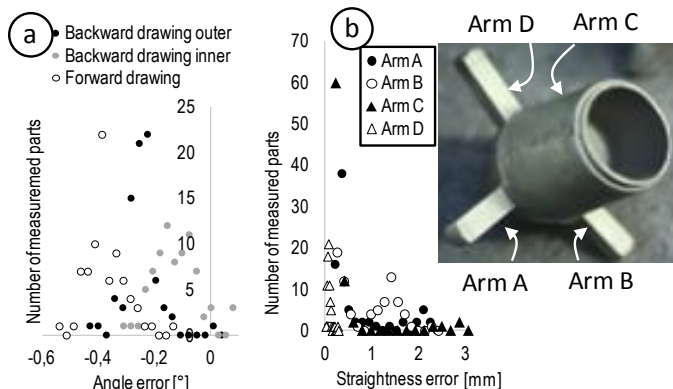 a
Backward drawing outer
Backward drawing inner
Forward drawing
Number of measuremed parts
25
20
15
10
5
0
-0,6
-0,4
-0,2
0
Angle error [°]
b
Arm A
Arm B
Arm C
Arm D
Number of measured parts
70
60
50
40
30
20
10
0
0
1
2
3
Straightness error [mm]
Arm D
Arm C
Arm A
Arm B